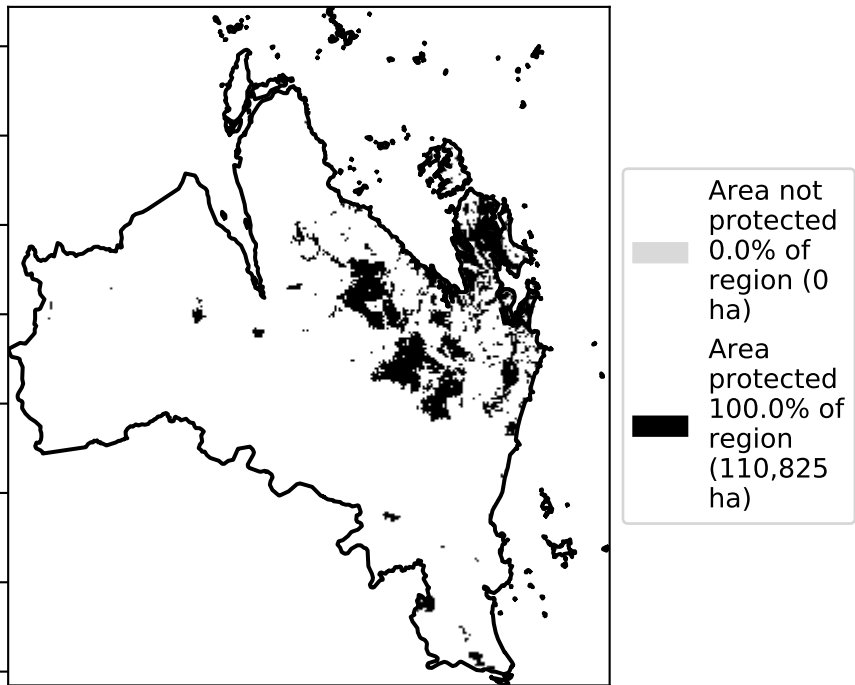 Area not
protected
0.0% of
region (0
ha)
Area
protected
100.0% of
region
(110,825
ha)